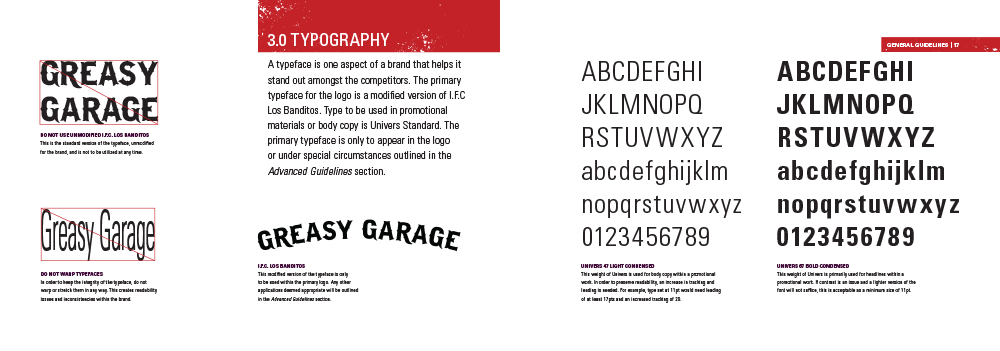 GREASY
GARAGE
DO NOT USE UNMODIFIED I.F.C. LOS BANDITOS
This is the standard version of the typeface, unmodified
for the brand, and is not to be utilized at any time.
Greasy Garage
DO NOT WARP TYPEFACES
In order to keep the integrity of the typeface, do not
warp or stretch them in any way. This creates readability
issues and inconsistencies within the brand.
3.0 TYPOGRAPHY
A typeface is one aspect of a brand that helps it
stand out amongst the competitors. The primary
typeface for the logo is a modified version of I.F.C
Los Banditos. Type to be used in promotional
materials or body copy is Univers Standard. The
primary typeface is only to appear in the logo
or under special circumstances outlined in the
Advanced Guidelines section.
GREASY GARAGE
I.F.C. LOS BANDITOS
This modified version of the typeface is only
to be used within the primary logo. Any other
applications deemed appropriate will be outlined
in the Advanced Guidelines section.
GENERAL GUIDELINES | 17
ABCDEFGHI
JKLMNOPQ
RSTUVWXYZ
abcdefghijklm
nopqrstuvwxyz
0123456789
UNIVERS 47 LIGHT CONDENSED
This weight of Univers is used for body copy within a promotional
work. In order to preserve readability, an increase in tracking and
leading is needed. For example, type set at 11pt would need leading
of at least 17pts and an increased tracking of 20.
ABCDEFGHI
JKLMNOPQ
RSTUVWXYZ
abcdefghijklm
nopqrstuvwxyz
0123456789
UNIVERS 67 BOLD CONDENSED
This weight of Univers is primarily used for headlines within a
promotional work. If contrast is an issue and a lighter version of the
font will not suffice, this is acceptable as a minimum size of 11pt.